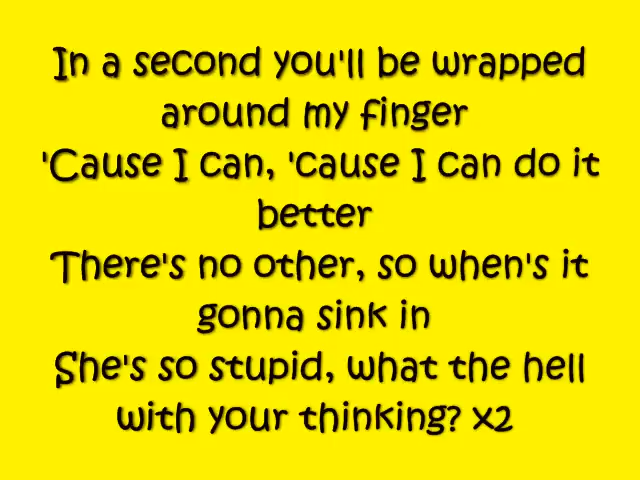 In a second you'll be wrapped
around my finger
'Cause I can, 'cause I can do it
better
There's no other, so when's it
gonna sink in
She's so stupid, what the hell
with your thinking? x2